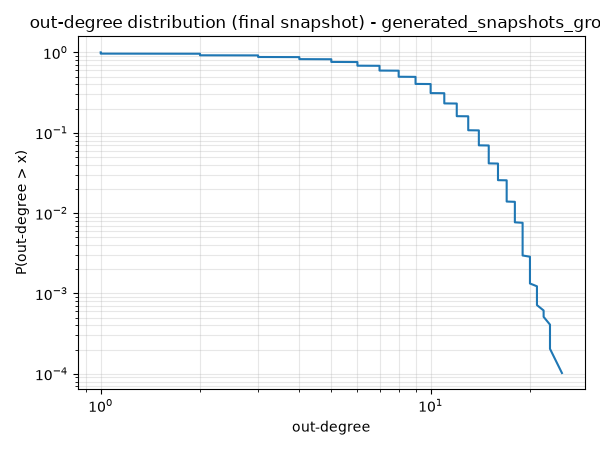 out-degree distribution (final snapshot) - generated_snapshots_gro
10⁰
10⁻¹
10⁻²
10⁻³
10⁻⁴
P(out-degree > x)
10⁰ 10¹
out-degree